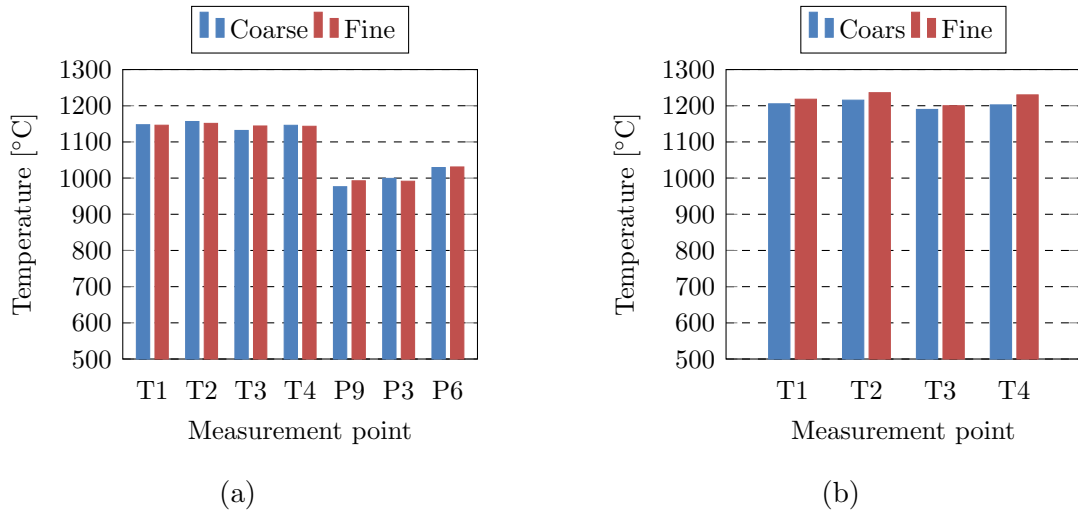 Coarse Fine
Temperature [°C]
1300
1200
1100
1000
900
800
700
600
500
T1 T2 T3 T4 P9 P3 P6
Measurement point
(a)
Coars Fine
Temperature [°C]
1300
1200
1100
1000
900
800
700
600
500
T1 T2 T3 T4
Measurement point
(b)